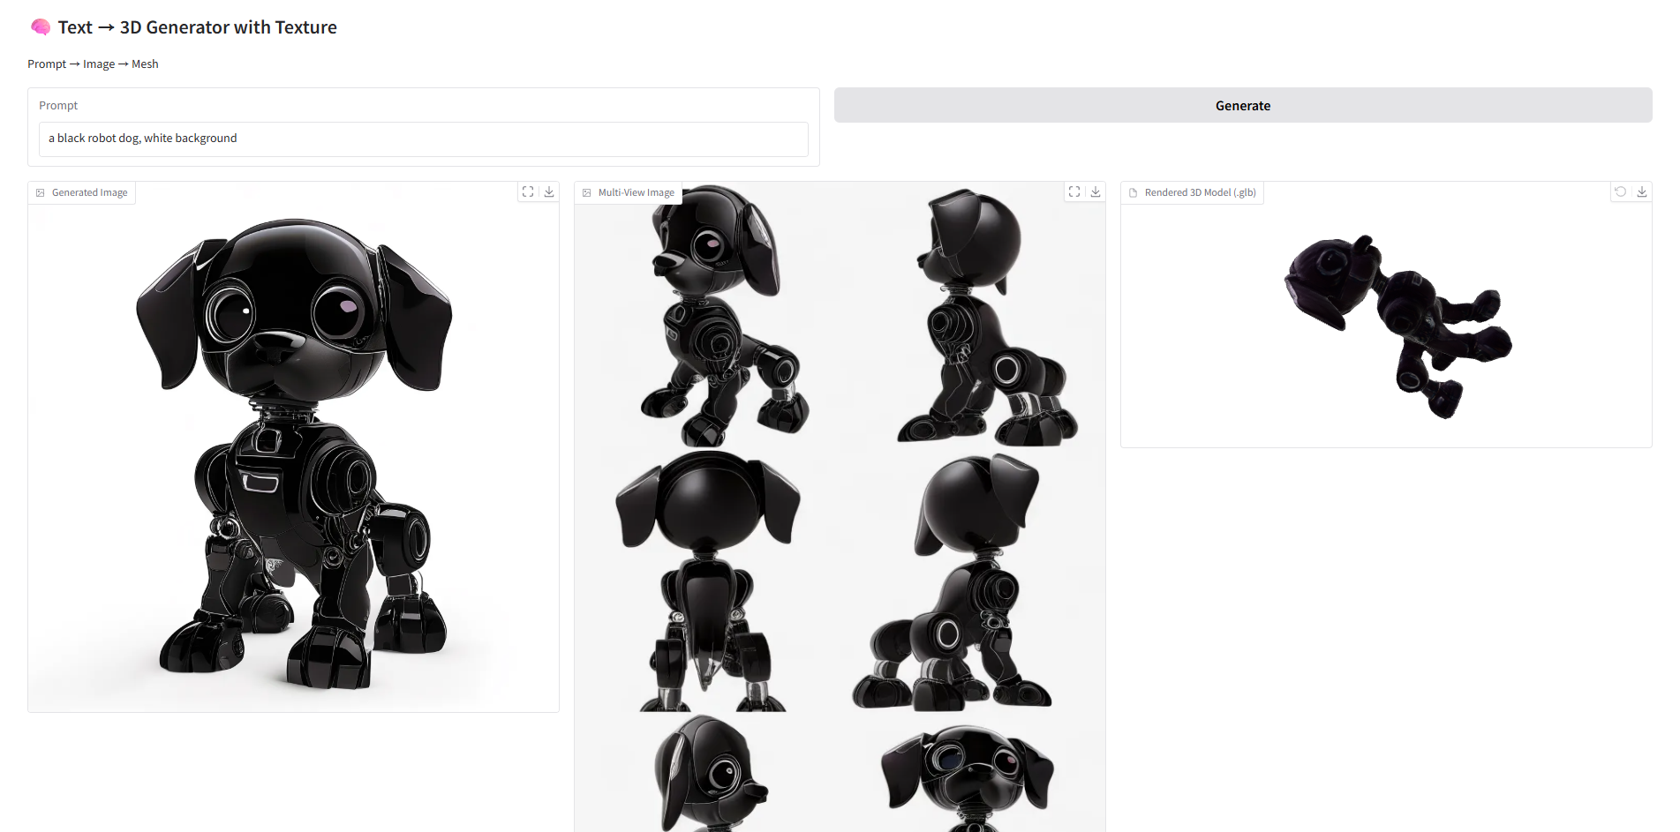 🧠 Text → 3D Generator with Texture
Prompt → Image → Mesh
Prompt
a black robot dog, white background
Generate
Generated Image
Multi-View Image
Rendered 3D Model (.glb)